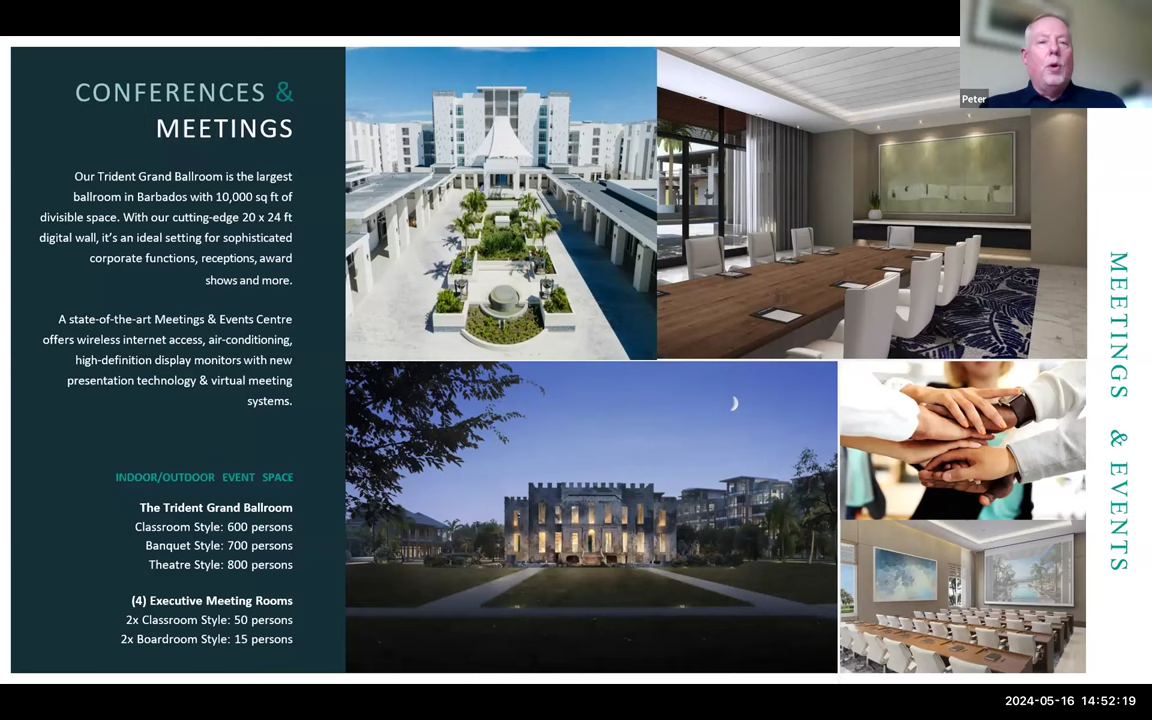 CONFERENCES &
MEETINGS
Our Trident Grand Ballroom is the largest
ballroom in Barbados with 10,000 sq ft of
divisible space. With our cutting-edge 20 x 24 ft
digital wall, it's an ideal setting for sophisticated
corporate functions, receptions, award
shows and more.
A state-of-the-art Meetings & Events Centre
offers wireless internet access, air-conditioning,
high-definition display monitors with new
presentation technology & virtual meeting
systems.
INDOOR/OUTDOOR EVENT SPACE
The Trident Grand Ballroom
Classroom Style: 600 persons
Banquet Style: 700 persons
Theatre Style: 800 persons
(4) Executive Meeting Rooms
2x Classroom Style: 50 persons
2x Boardroom Style: 15 persons
Peter
MEETINGS & EVENTS
2024-05-16 14:52:19